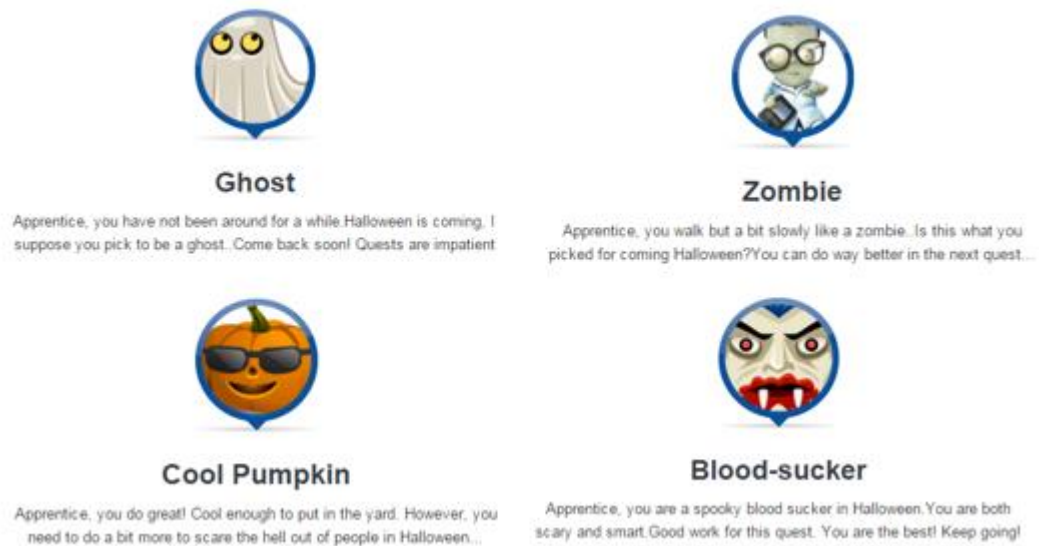 Ghost
Apprentice, you have not been around for a while.Halloween is coming. I
suppose you pick to be a ghost..Come back soon! Quests are impatient
Zombie
Apprentice, you walk but a bit slowly like a zombie..Is this what you
picked for coming Halloween?You can do way better in the next quest...
Cool Pumpkin
Apprentice, you do great! Cool enough to put in the yard. However, you
need to do a bit more to scare the hell out of people in Halloween...
Blood-sucker
Apprentice, you are a spooky blood sucker in Halloween.You are both
scary and smart.Good work for this quest. You are the best! Keep going!